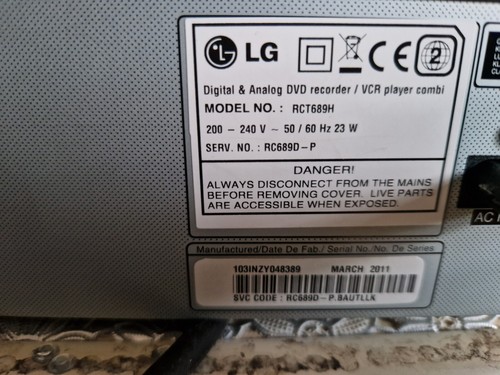 LG
2
Digital & Analog DVD recorder / VCR player combi
MODEL NO. : RCT689H
200 – 240 V ~ 50 / 60 Hz 23 W
SERV. NO. : RC689D – P
DANGER!
ALWAYS DISCONNECT FROM THE MAINS
BEFORE REMOVING COVER. LIVE PARTS
ARE ACCESSIBLE WHEN EXPOSED.
AC
Manufactured/Date De Fab./ Serial No./No. De Series
103INZY048389 MARCH 2011
SVC CODE : RC689D – P.BAUTLLK